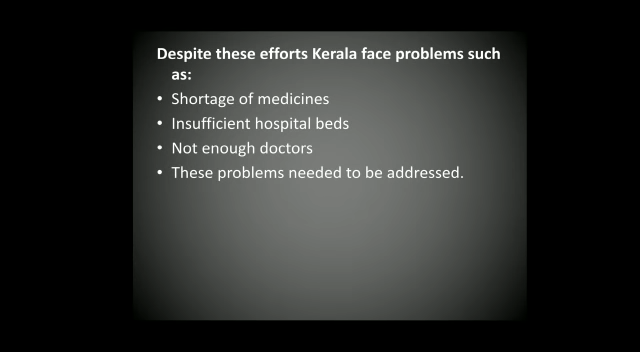 Despite these efforts Kerala face problems such
as:
• Shortage of medicines
• Insufficient hospital beds
• Not enough doctors
• These problems needed to be addressed.